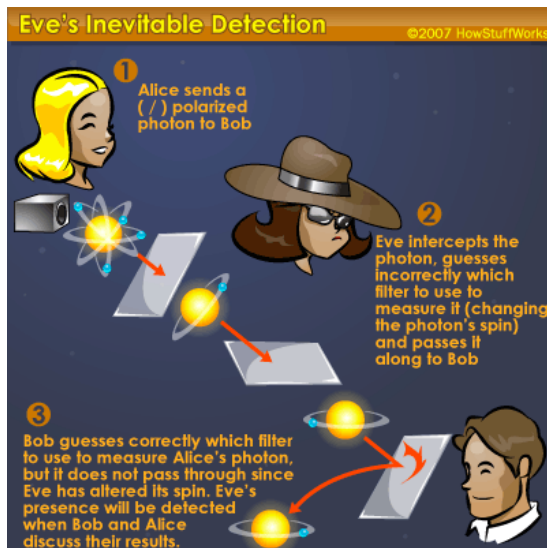 Eve's Inevitable Detection
©2007 HowStuffWorks
1
Alice sends a
( / ) polarized
photon to Bob
2
Eve intercepts the
photon, guesses
incorrectly which
filter to use to
measure it (changing
the photon's spin)
and passes it
along to Bob
3
Bob guesses correctly which filter
to use to measure Alice's photon,
but it does not pass through since
Eve has altered its spin. Eve's
presence will be detected
when Bob and Alice
discuss their results.